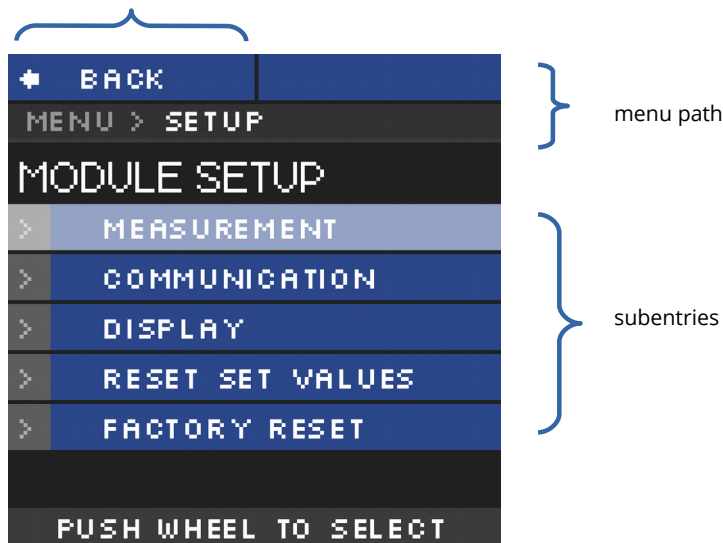 BACK
MENU > SETUP
menu path
MODULE SETUP
> MEASUREMENT
> COMMUNICATION
> DISPLAY
subentries
> RESET SET VALUES
> FACTORY RESET
PUSH WHEEL TO SELECT